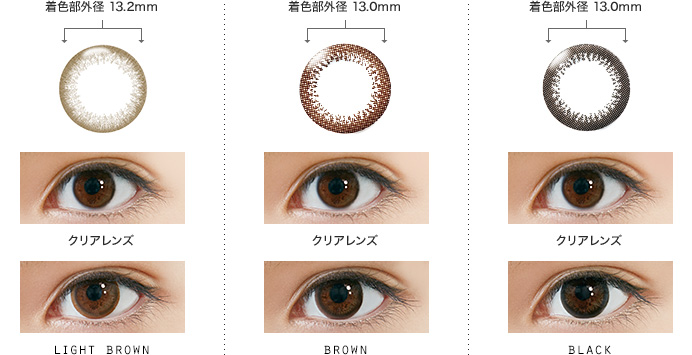 着色部外径 13.2mm
着色部外径 13.0mm
着色部外径 13.0mm
クリアレンズ
クリアレンズ
クリアレンズ
LIGHT BROWN
BROWN
BLACK